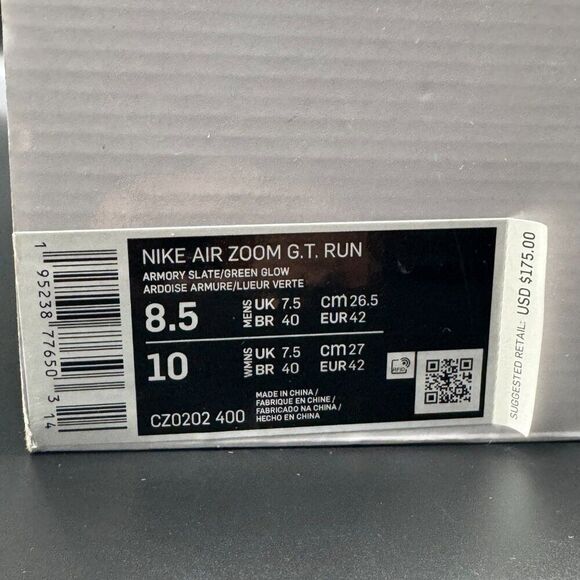 NIKE AIR ZOOM G.T. RUN
ARMORY SLATE/GREEN GLOW
ARDOISE ARMURE/LUEUR VERTE
8.5 MENS UK 7.5 cm 26.5
BR 40 EUR 42
10 WMNS UK 7.5 cm 27
BR 40 EUR 42
RFID
CZ0202 400
MADE IN CHINA /
FABRIQUE EN CHINE /
FABRICADO NA CHINA /
HECHO EN CHINA
1 95238 77650 3 14
SUGGESTED RETAIL: USD $175.00